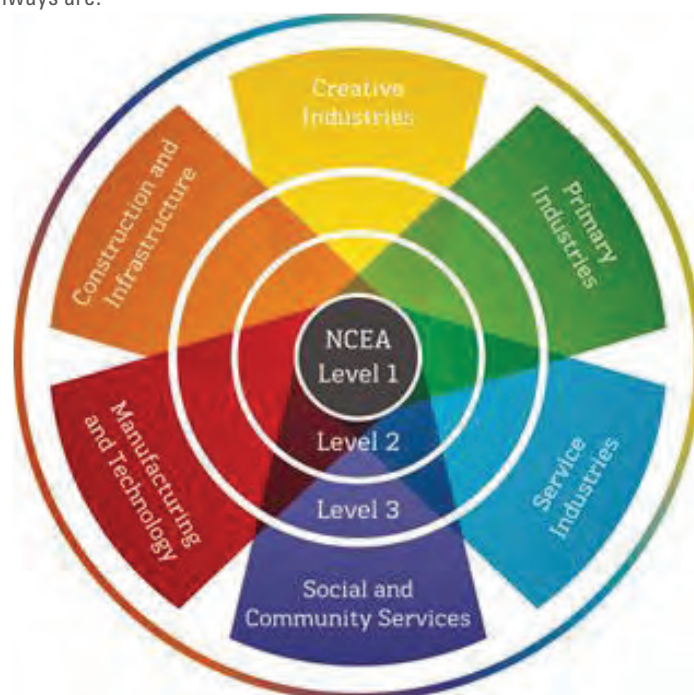 lways are.
Creative
Industries
Primary
Industries
Service
Industries
Social and
Community Services
Manufacturing
and Technology
Construction and
Infrastructure
NCEA
Level 1
Level 2
Level 3